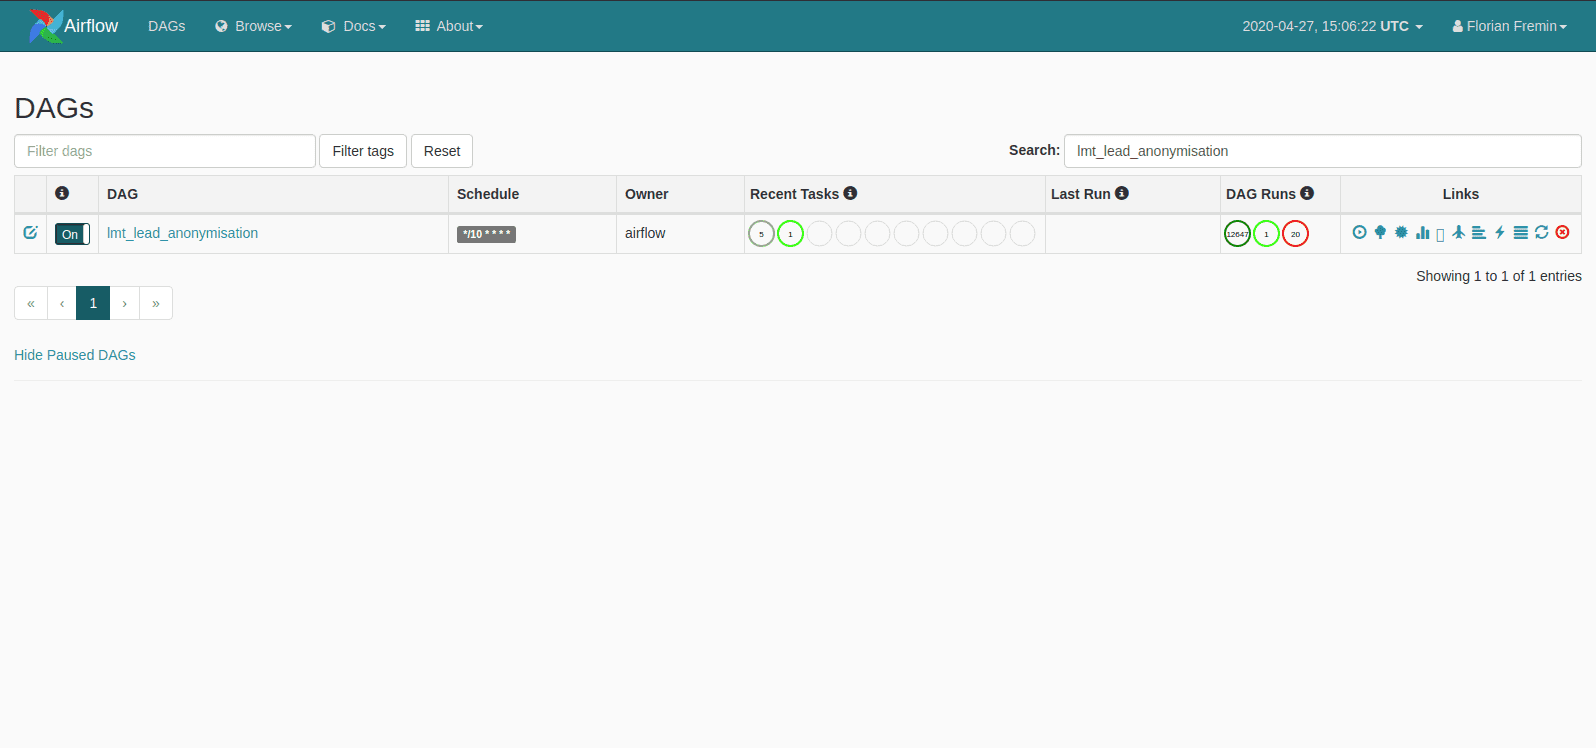 Airflow DAGs Browse Docs About 2020-04-27, 15:06:22 UTC Florian Fremin
DAGs
Filter dags Filter tags Reset Search: lmt_lead_anonymisation
DAG Schedule Owner Recent Tasks Last Run DAG Runs Links
On lmt_lead_anonymisation */10 * * * * airflow 5 1 12647 1 20
Showing 1 to 1 of 1 entries
« ‹ 1 › »
Hide Paused DAGs